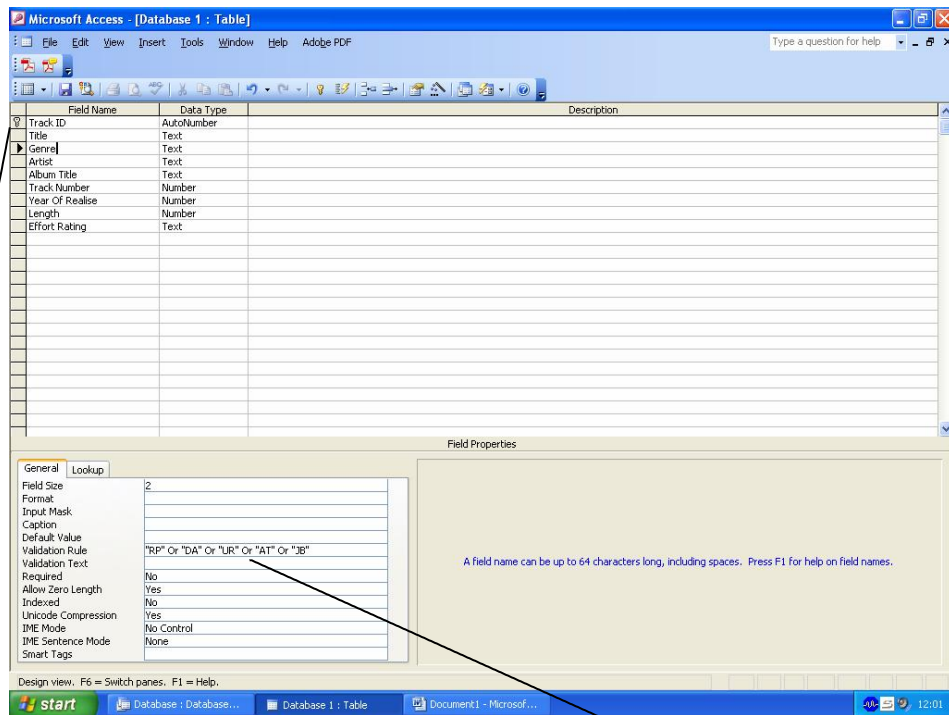 Microsoft Access - [Database 1 : Table]
File Edit View Insert Tools Window Help Adobe PDF
Type a question for help
Field Name Data Type Description
Track ID AutoNumber
Title Text
Genre Text
Artist Text
Album Title Text
Track Number Number
Year Of Realise Number
Length Number
Effort Rating Text
Field Properties
General Lookup
Field Size 2
Format
Input Mask
Caption
Default Value
Validation Rule "RP" Or "DA" Or "UR" Or "AT" Or "JB"
Validation Text
Required No
Allow Zero Length Yes
Indexed No
Unicode Compression Yes
IME Mode No Control
IME Sentence Mode None
Smart Tags
A field name can be up to 64 characters long, including spaces. Press F1 for help on field names.
Design view. F6 = Switch panes. F1 = Help.
start Database : Database... Database 1 : Table Document1 - Microsof... 12:01